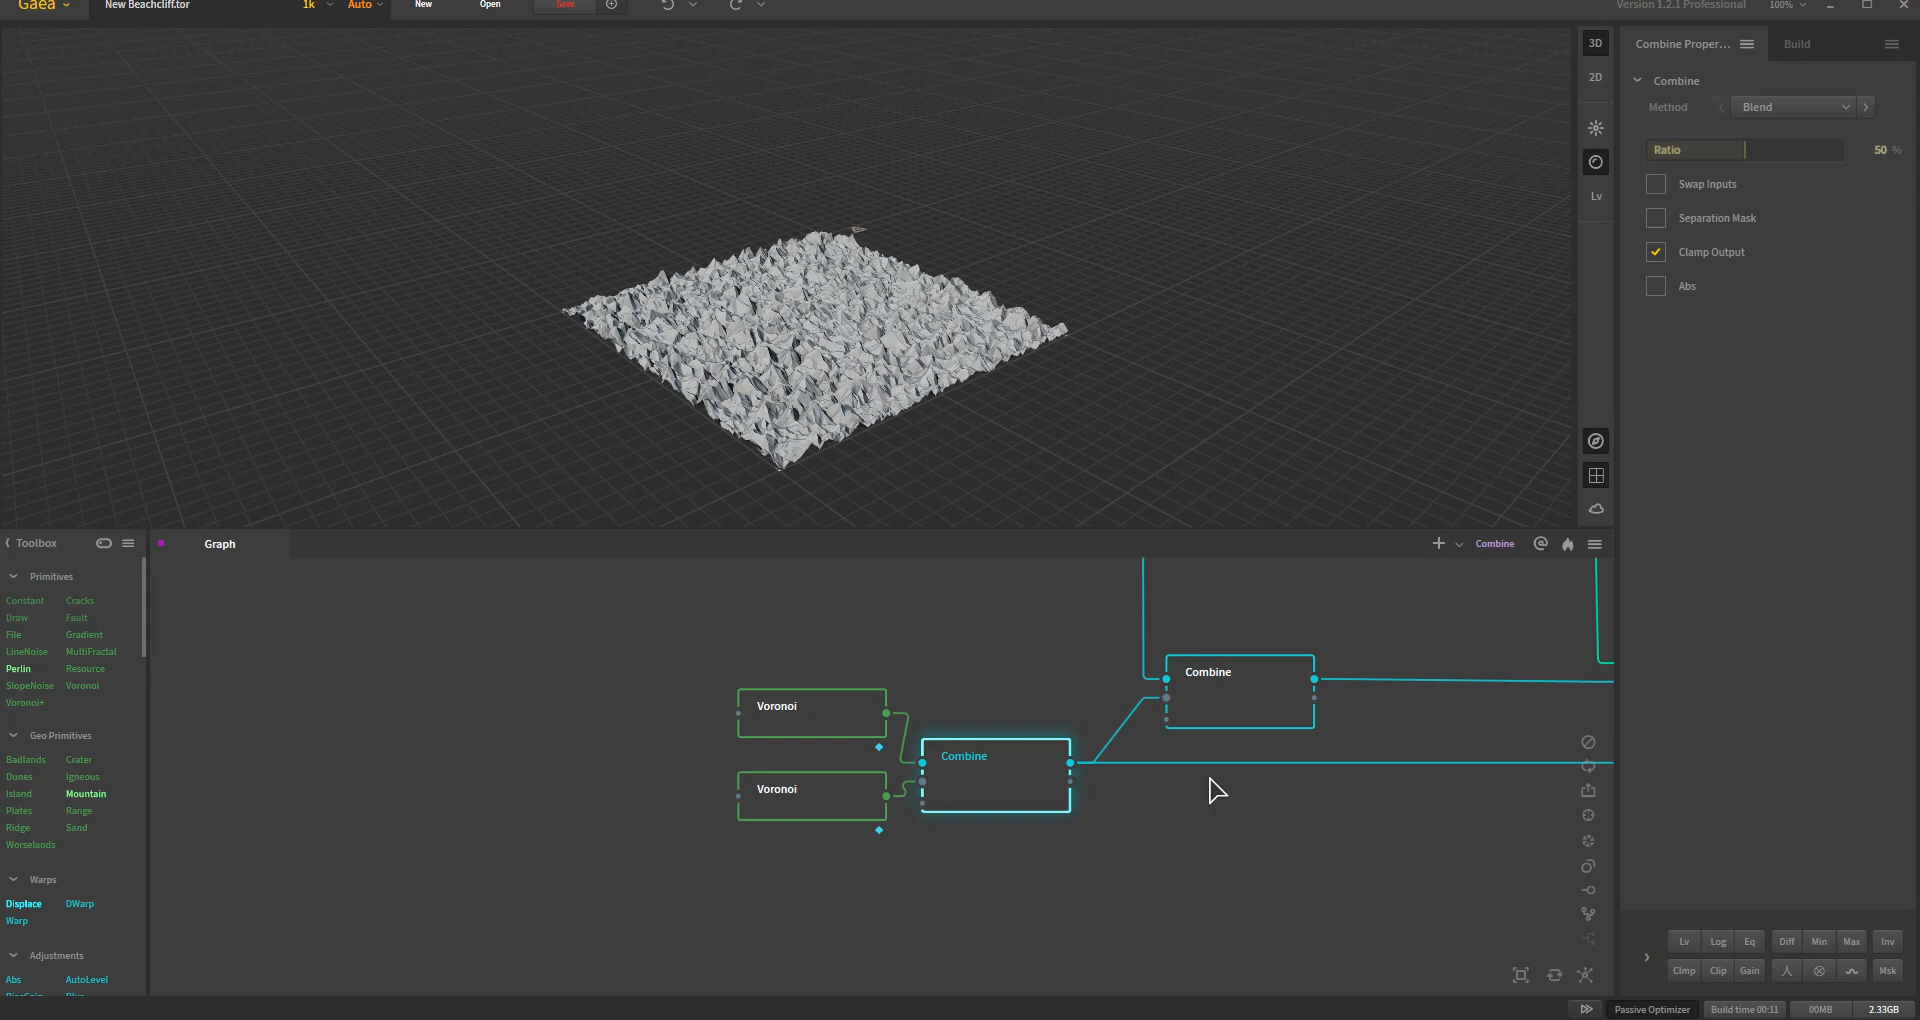 Gaea
New Beachcliff.tor
1k
Auto
New
Open
Save
Version 1.2.1 Professional
100%
3D
2D
Lv
Combine Proper...
Build
Combine
Method
Blend
Ratio
50 %
Swap Inputs
Separation Mask
Clamp Output
Abs
Toolbox
Graph
Combine
Primitives
Constant Cracks
Draw Fault
File Gradient
LineNoise MultiFractal
Perlin Resource
SlopeNoise Voronoi
Voronoi+
Geo Primitives
Badlands Crater
Dunes Igneous
Island Mountain
Plates Range
Ridge Sand
Worselands
Warps
Displace DWarp
Warp
Adjustments
Abs AutoLevel
Voronoi
Voronoi
Combine
Combine
Lv Log Eq Diff Min Max Inv
Clmp Clip Gain Msk
Passive Optimizer
Build time 00:11
00MB
2.33GB